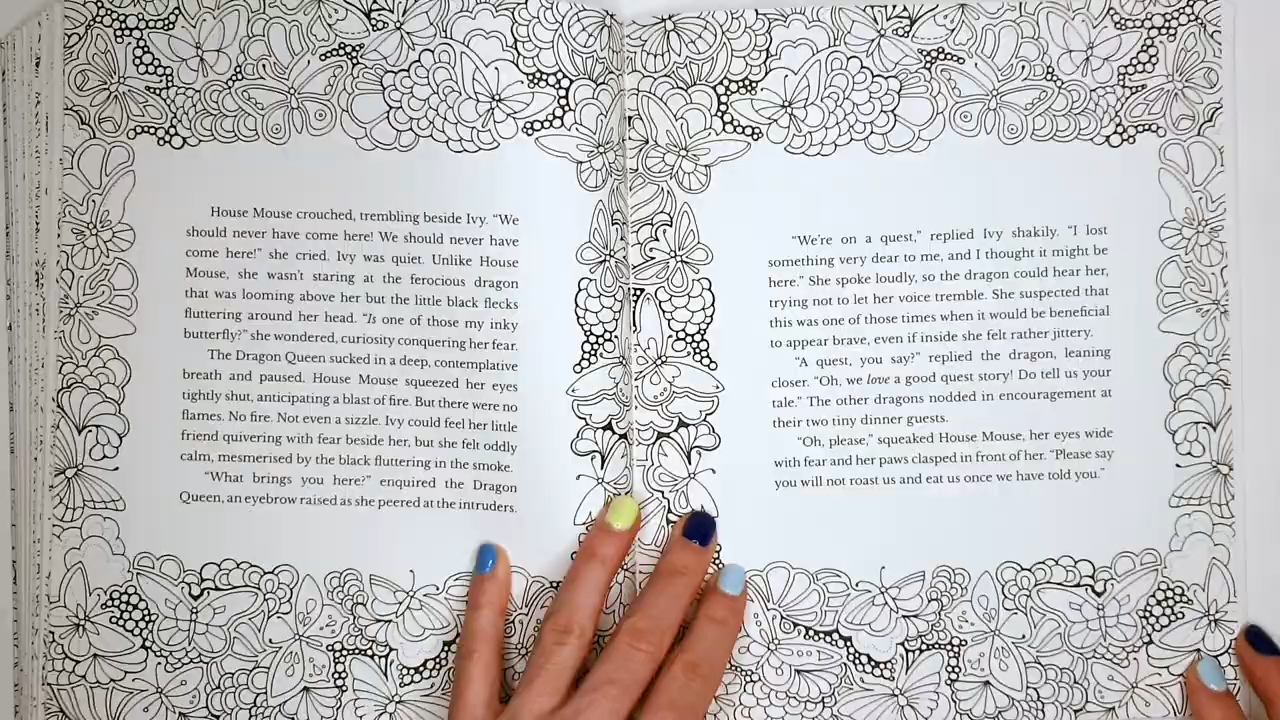 House Mouse crouched, trembling beside Ivy. “We
should never have come here! We should never have
come here!” she cried. Ivy was quiet. Unlike House
Mouse, she wasn't staring at the ferocious dragon
that was looming above her but the little black flecks
fluttering around her head. “Is one of those my inky
butterfly?” she wondered, curiosity conquering her fear.
The Dragon Queen sucked in a deep, contemplative
breath and paused. House Mouse squeezed her eyes
tightly shut, anticipating a blast of fire. But there were no
flames. No fire. Not even a sizzle. Ivy could feel her little
friend quivering with fear beside her, but she felt oddly
calm, mesmerised by the black fluttering in the smoke.
“What brings you here?” enquired the Dragon
Queen, an eyebrow raised as she peered at the intruders.
“We're on a quest,” replied Ivy shakily. “I lost
something very dear to me, and I thought it might be
here.” She spoke loudly, so the dragon could hear her,
trying not to let her voice tremble. She suspected that
this was one of those times when it would be beneficial
to appear brave, even if inside she felt rather jittery.
“A quest, you say?” replied the dragon, leaning
closer. “Oh, we love a good quest story! Do tell us your
tale.” The other dragons nodded in encouragement at
their two tiny dinner guests.
“Oh, please,” squeaked House Mouse, her eyes wide
with fear and her paws clasped in front of her. “Please say
you will not roast us and eat us once we have told you.”